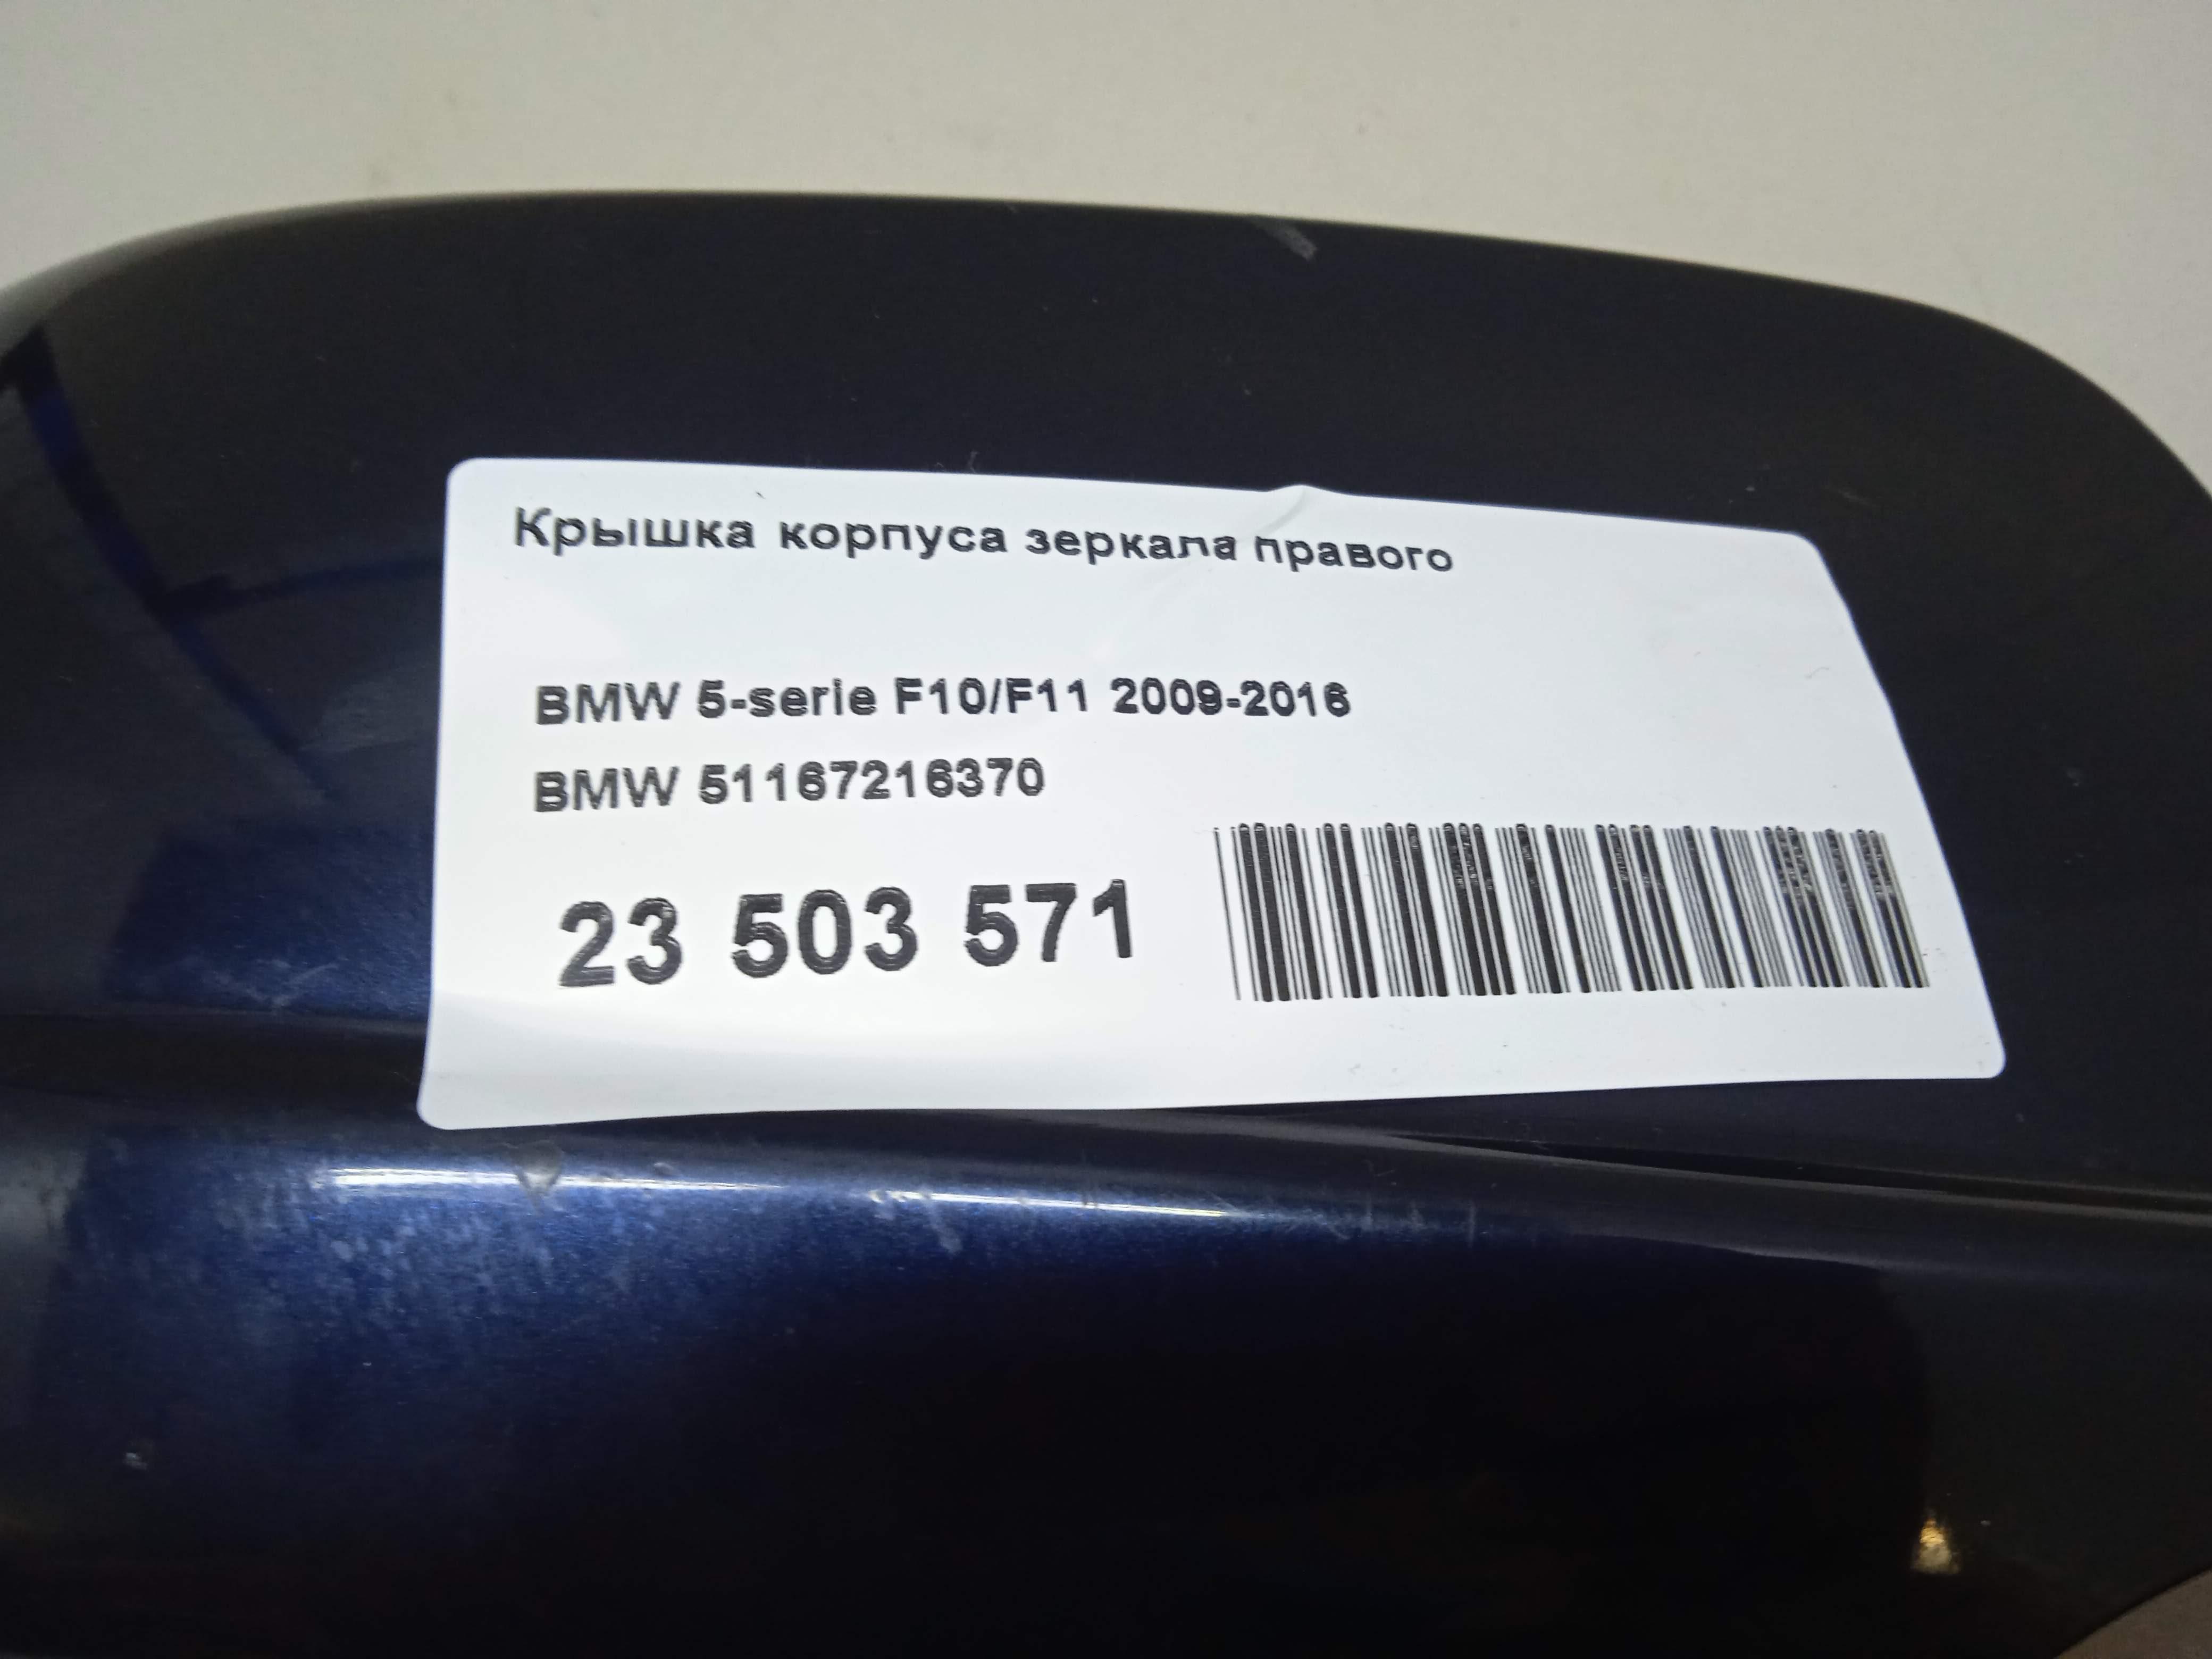 Крышка корпуса зеркала правого
BMW 5-serie F10/F11 2009-2016
BMW 51167216370
23 503 571